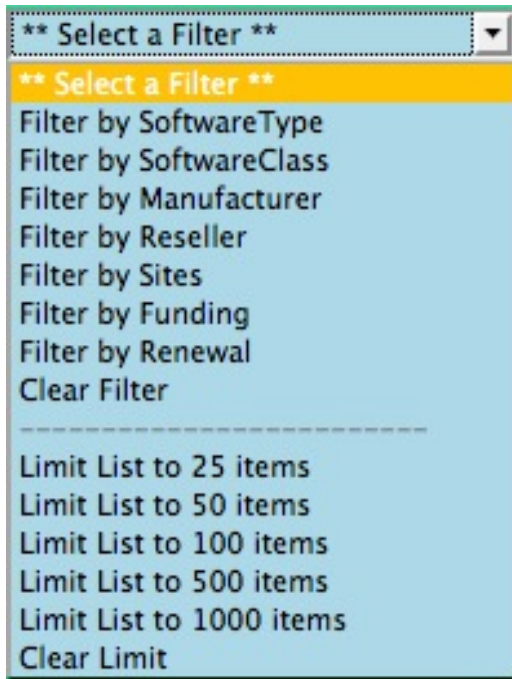 ** Select a Filter **
** Select a Filter **
Filter by SoftwareType
Filter by SoftwareClass
Filter by Manufacturer
Filter by Reseller
Filter by Sites
Filter by Funding
Filter by Renewal
Clear Filter
--------------------------
Limit List to 25 items
Limit List to 50 items
Limit List to 100 items
Limit List to 500 items
Limit List to 1000 items
Clear Limit